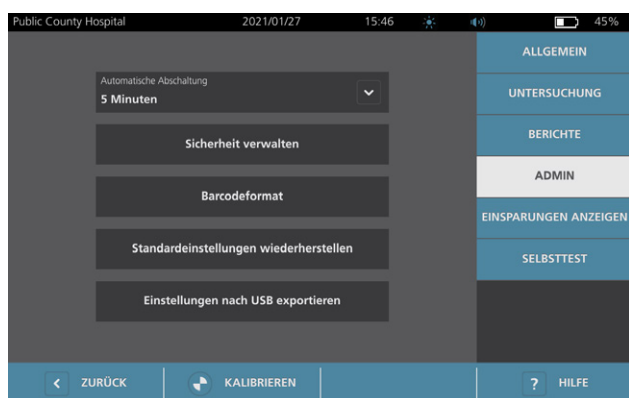 Public County Hospital 2021/01/27 15:46 45%
ALLGEMEIN
Automatische Abschaltung
5 Minuten
UNTERSUCHUNG
Sicherheit verwalten
BERICHTE
Barcodeformat
ADMIN
EINSPARUNGEN ANZEIGEN
Standardeinstellungen wiederherstellen
SELBSTTEST
Einstellungen nach USB exportieren
ZURÜCK KALIBRIEREN ? HILFE